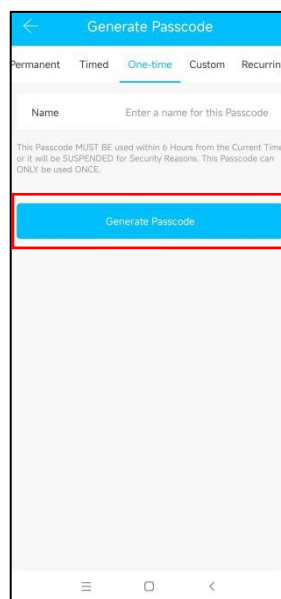 Generate Passcode
Permanent Timed One-time Custom Recurrin
Name Enter a name for this Passcode
This Passcode MUST BE used within 6 Hours from the Current Time
or it will be SUSPENDED for Security Reasons. This Passcode can
ONLY be used ONCE.
Generate Passcode